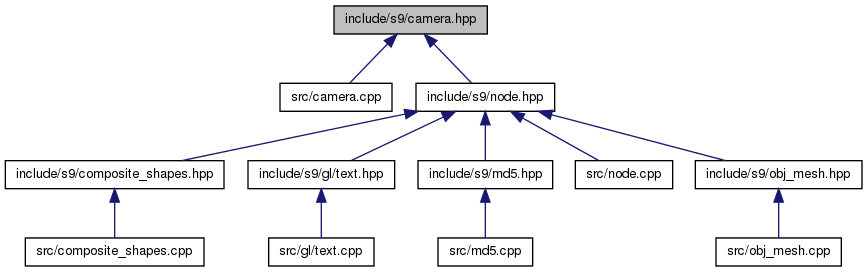 include/s9/camera.hpp
src/camera.cpp
include/s9/node.hpp
include/s9/composite_shapes.hpp
include/s9/gl/text.hpp
include/s9/md5.hpp
src/node.cpp
include/s9/obj_mesh.hpp
src/composite_shapes.cpp
src/gl/text.cpp
src/md5.cpp
src/obj_mesh.cpp